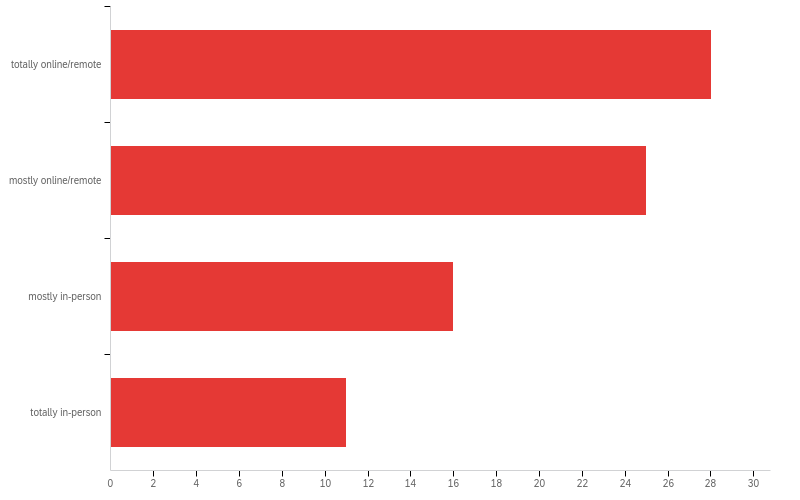 totally online/remote
mostly online/remote
mostly in-person
totally in-person
0 2 4 6 8 10 12 14 16 18 20 22 24 26 28 30